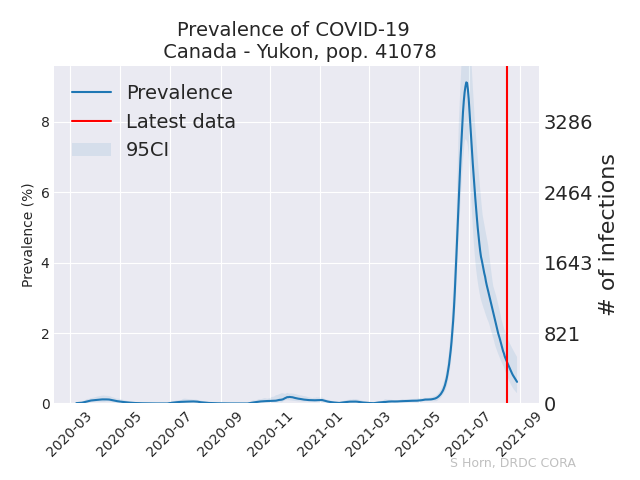 Prevalence of COVID-19
Canada - Yukon, pop. 41078
Prevalence
Latest data
95CI
Prevalence (%)
8
6
4
2
0
3286
2464
1643
821
0
# of infections
2020-03
2020-05
2020-07
2020-09
2020-11
2021-01
2021-03
2021-05
2021-07
2021-09
S Horn, DRDC CORA